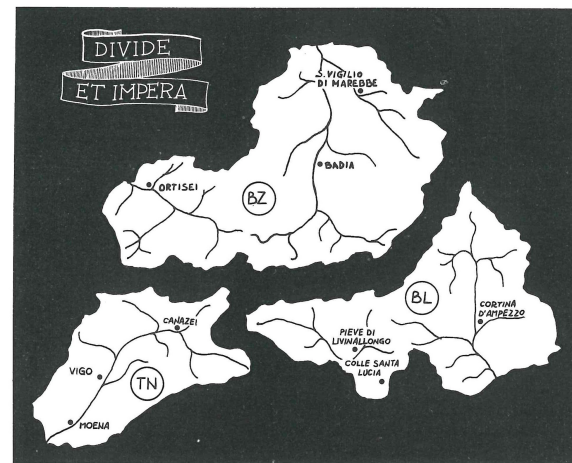 DIVIDE
ET IMPERA
S. VIGILIO
DI MAREBBE
BADIA
ORTISEI
BZ
BL
CORTINA
D'AMPEZZO
PIEVE DI
LIVINALLONGO
COLLE SANTA
LUCIA
CANAZEI
VIGO
TN
MOENA